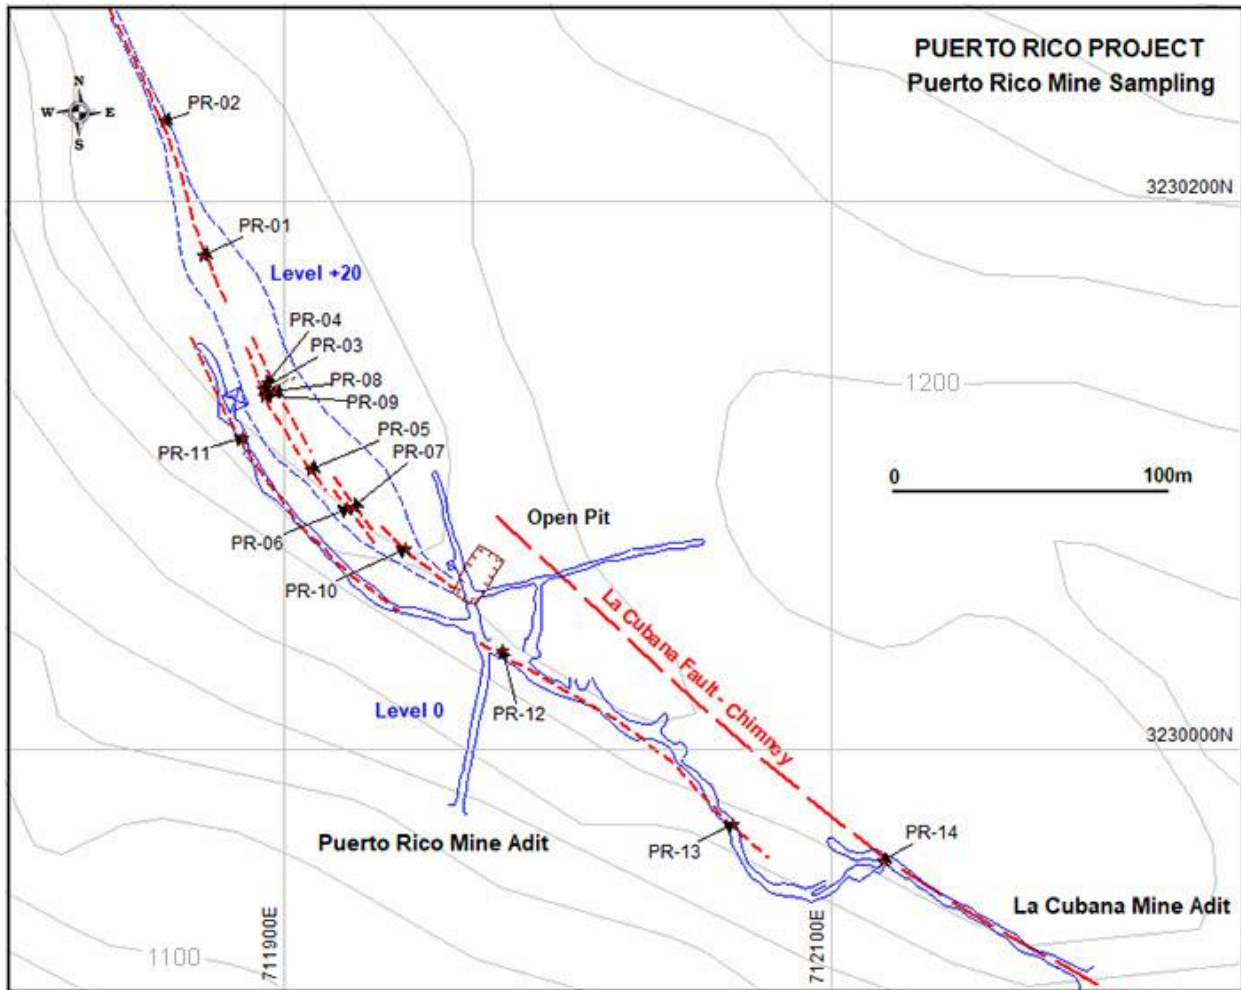 PUERTO RICO PROJECT
Puerto Rico Mine Sampling
N
W E
S
PR-02
3230200N
PR-01
Level +20
PR-04
PR-03
PR-08
PR-09
1200
PR-05
PR-07
PR-11
0 100m
Open Pit
PR-06
PR-10
La Cubana Fault - Chimney
Level 0
PR-12
3230000N
Puerto Rico Mine Adit
PR-13
PR-14
La Cubana Mine Adit
711900E
712100E
1100